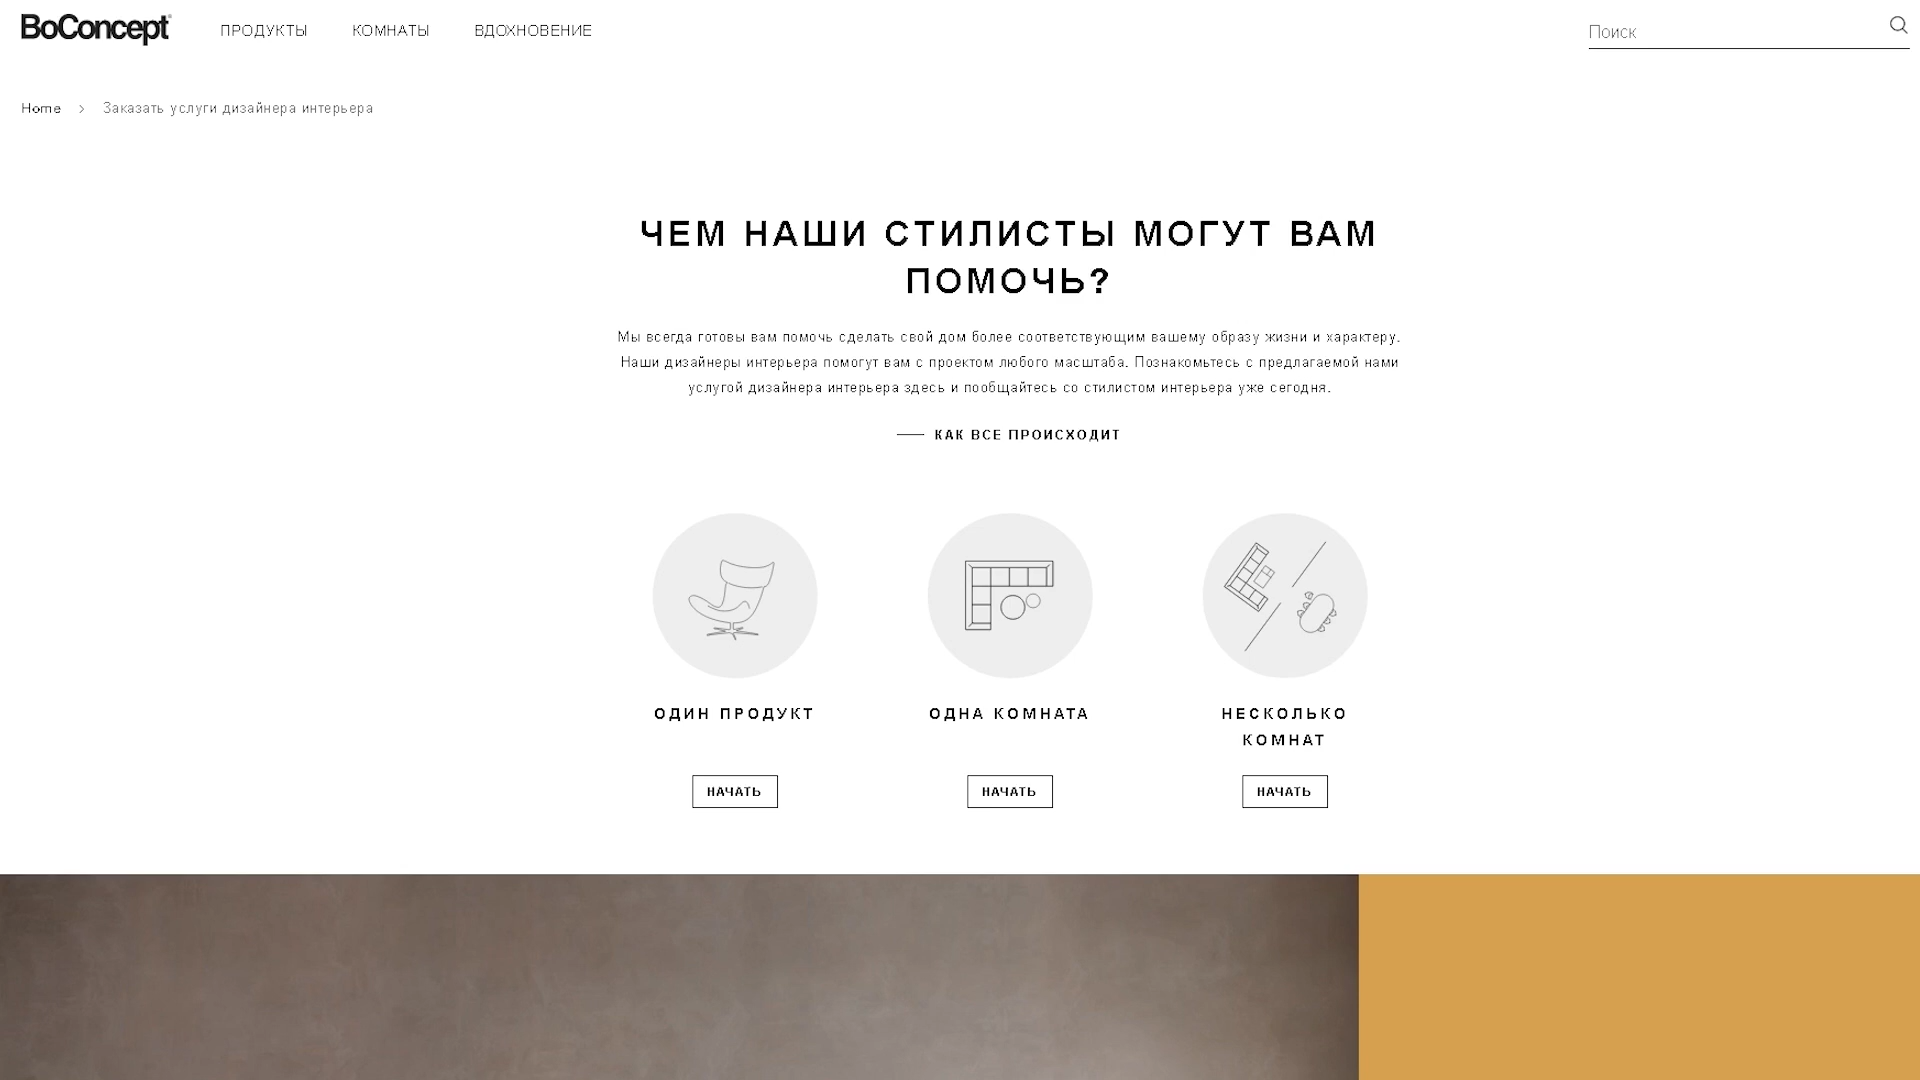 BoConcept
ПРОДУКТЫ
КОМНАТЫ
ВДОХНОВЕНИЕ
Поиск
Home > Заказать услуги дизайнера интерьера
ЧЕМ НАШИ СТИЛИСТЫ МОГУТ ВАМ
ПОМОЧЬ?
Мы всегда готовы вам помочь сделать свой дом более соответствующим вашему образу жизни и характеру.
Наши дизайнеры интерьера помогут вам с проектом любого масштаба. Познакомьтесь с предлагаемой нами
услугой дизайнера интерьера здесь и пообщайтесь со стилистом интерьера уже сегодня.
КАК ВСЕ ПРОИСХОДИТ
ОДИН ПРОДУКТ
НАЧАТЬ
ОДНА КОМНАТА
НАЧАТЬ
НЕСКОЛЬКО
КОМНАТ
НАЧАТЬ